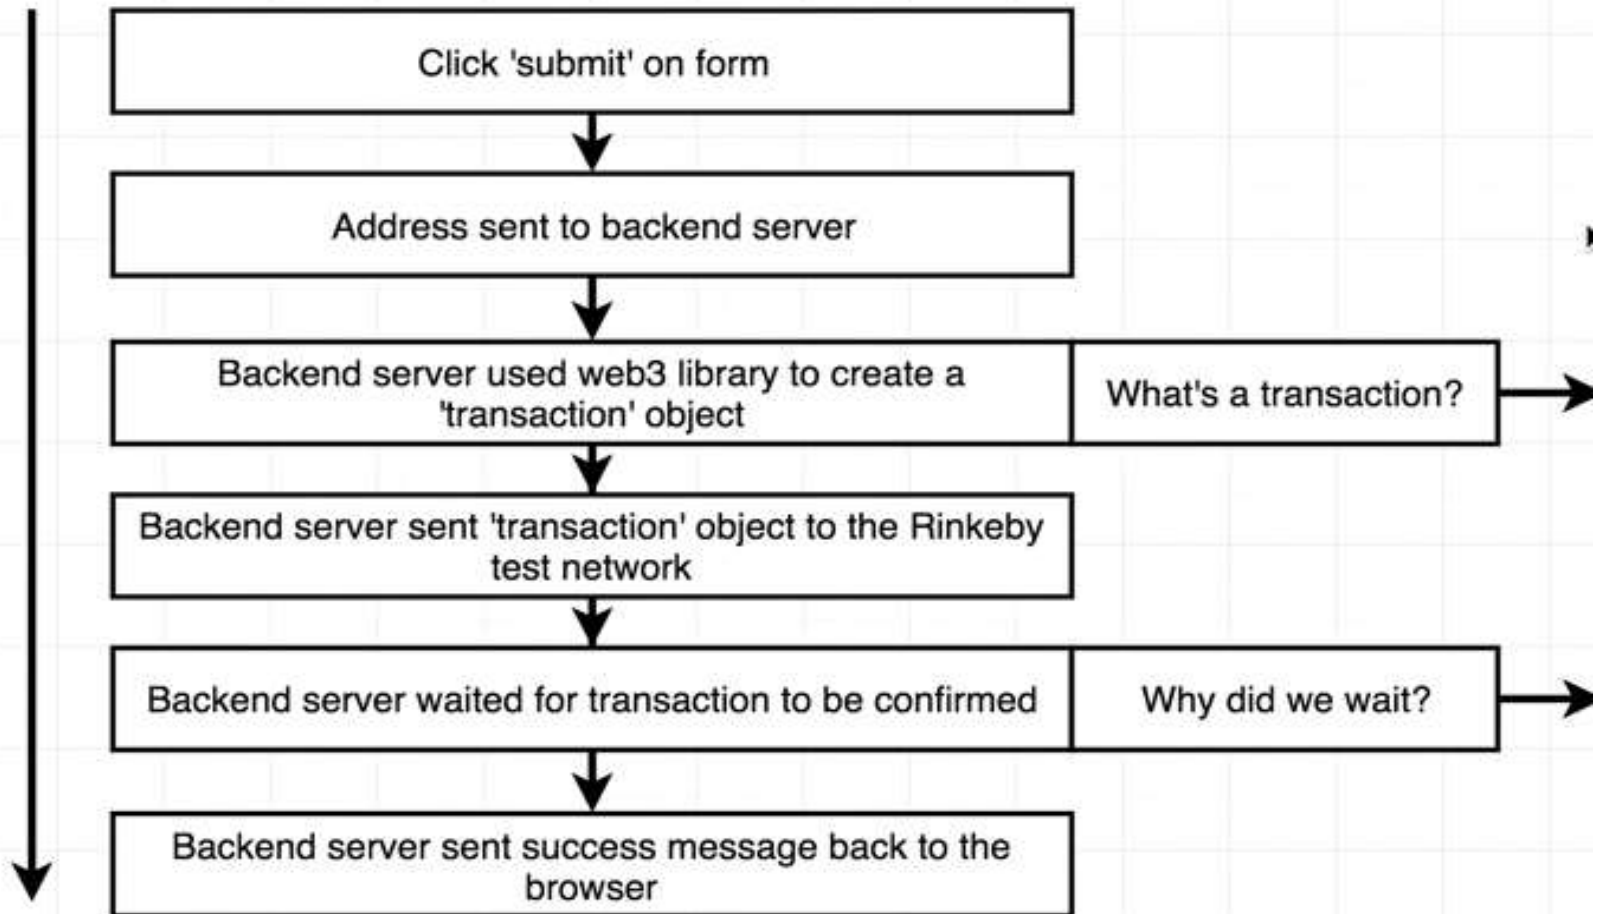 Click 'submit' on form
Address sent to backend server
Backend server used web3 library to create a
'transaction' object
What's a transaction?
Backend server sent 'transaction' object to the Rinkeby
test network
Backend server waited for transaction to be confirmed
Why did we wait?
Backend server sent success message back to the
browser